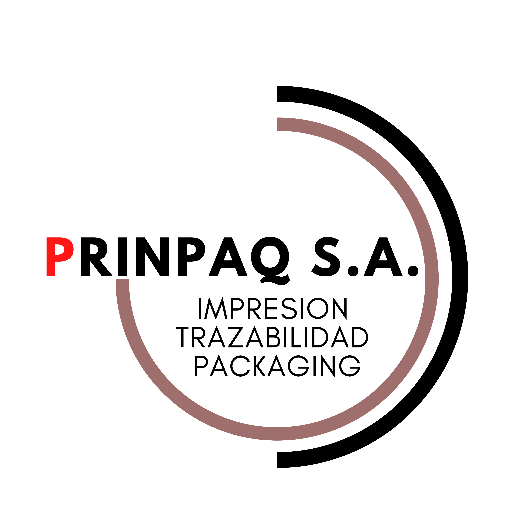 PRINPAQ S.A.
IMPRESION
TRAZABILIDAD
PACKAGING